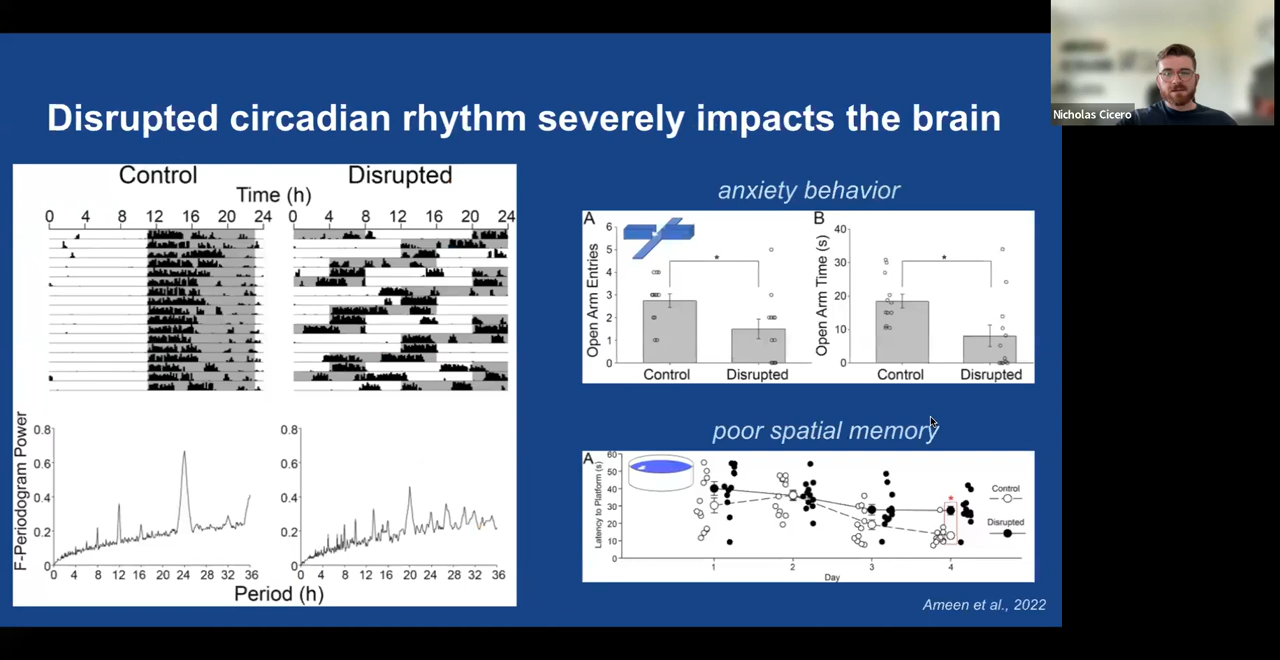 Disrupted circadian rhythm severely impacts the brain
Nicholas Cicero
Control Disrupted
Time (h)
0 4 8 12 16 20 24 0 4 8 12 16 20 24
F-Periodogram Power
0.8 0.8
0.6 0.6
0.4 0.4
0.2 0.2
0 0
0 4 8 12 16 20 24 28 32 36 0 4 8 12 16 20 24 28 32 36
Period (h)
anxiety behavior
A
Open Arm Entries
6
5
4
3
2
1
0
*
Control Disrupted
B
Open Arm Time (s)
40
30
20
10
0
*
Control Disrupted
poor spatial memory
A
Latency to Platform (s)
60
50
40
30
20
10
0
*
Control
Disrupted
1 2 3 4
Day
Ameen et al., 2022